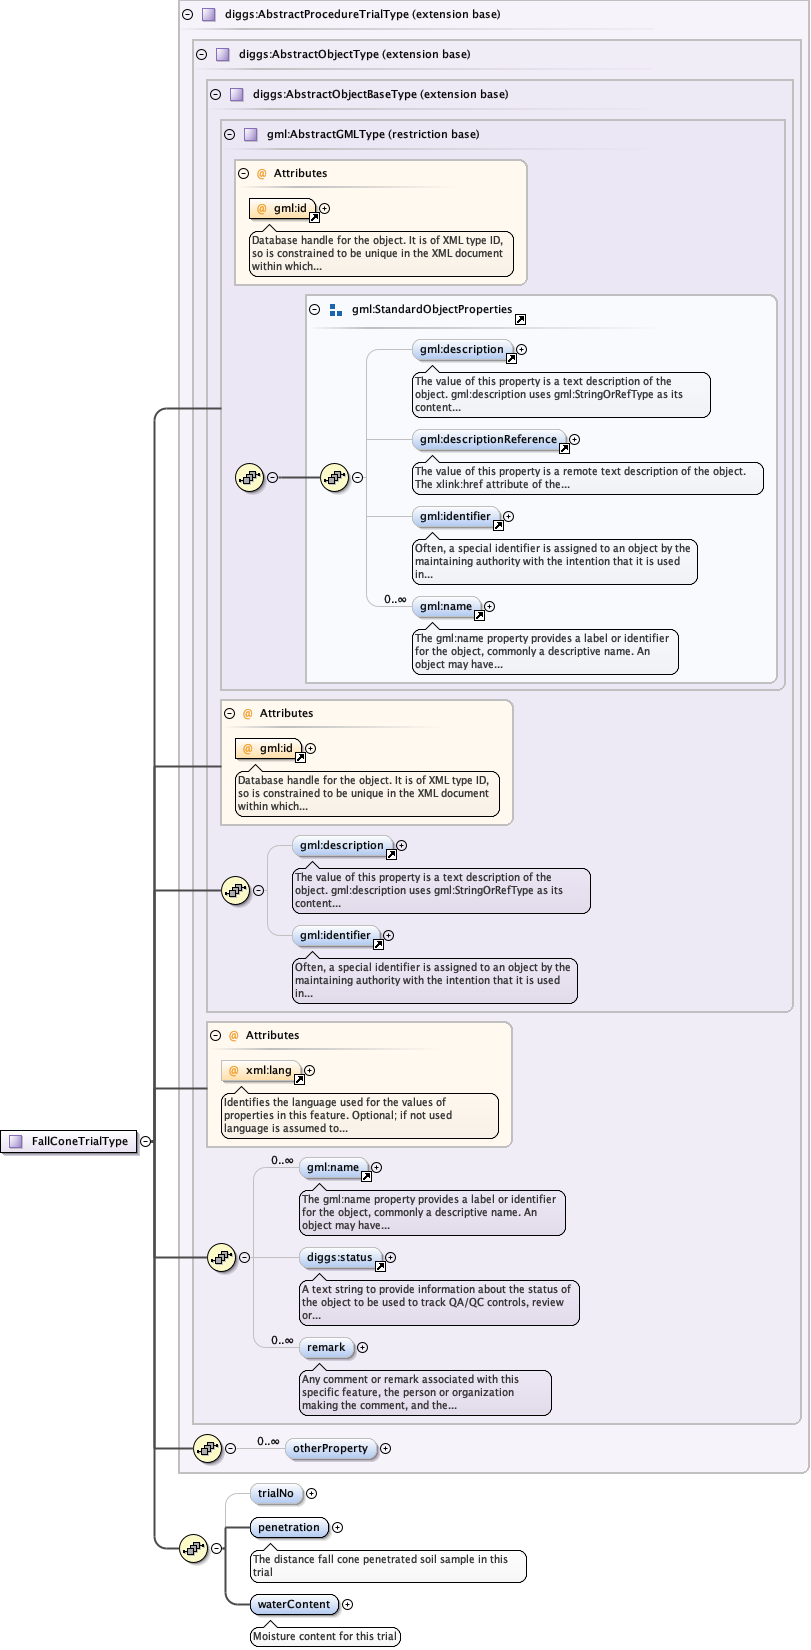 diggs:AbstractProcedureTrialType (extension base)
diggs:AbstractObjectType (extension base)
diggs:AbstractObjectBaseType (extension base)
gml:AbstractGMLType (restriction base)
@ Attributes
@ gml:id
Database handle for the object. It is of XML type ID,
so is constrained to be unique in the XML document
within which...
gml:StandardObjectProperties
gml:description
The value of this property is a text description of the
object. gml:description uses gml:StringOrRefType as its
content...
gml:descriptionReference
The value of this property is a remote text description of the object.
The xlink:href attribute of the...
gml:identifier
Often, a special identifier is assigned to an object by the
maintaining authority with the intention that it is used
in...
0..∞ gml:name
The gml:name property provides a label or identifier
for the object, commonly a descriptive name. An
object may have...
@ Attributes
@ gml:id
Database handle for the object. It is of XML type ID,
so is constrained to be unique in the XML document
within which...
gml:description
The value of this property is a text description of the
object. gml:description uses gml:StringOrRefType as its
content...
gml:identifier
Often, a special identifier is assigned to an object by the
maintaining authority with the intention that it is used
in...
@ Attributes
@ xml:lang
Identifies the language used for the values of
properties in this feature. Optional; if not used
language is assumed to...
FallConeTrialType
0..∞ gml:name
The gml:name property provides a label or identifier
for the object, commonly a descriptive name. An
object may have...
diggs:status
A text string to provide information about the status of
the object to be used to track QA/QC controls, review
or...
0..∞ remark
Any comment or remark associated with this
specific feature, the person or organization
making the comment, and the...
0..∞ otherProperty
trialNo
penetration
The distance fall cone penetrated soil sample in this
trial
waterContent
Moisture content for this trial